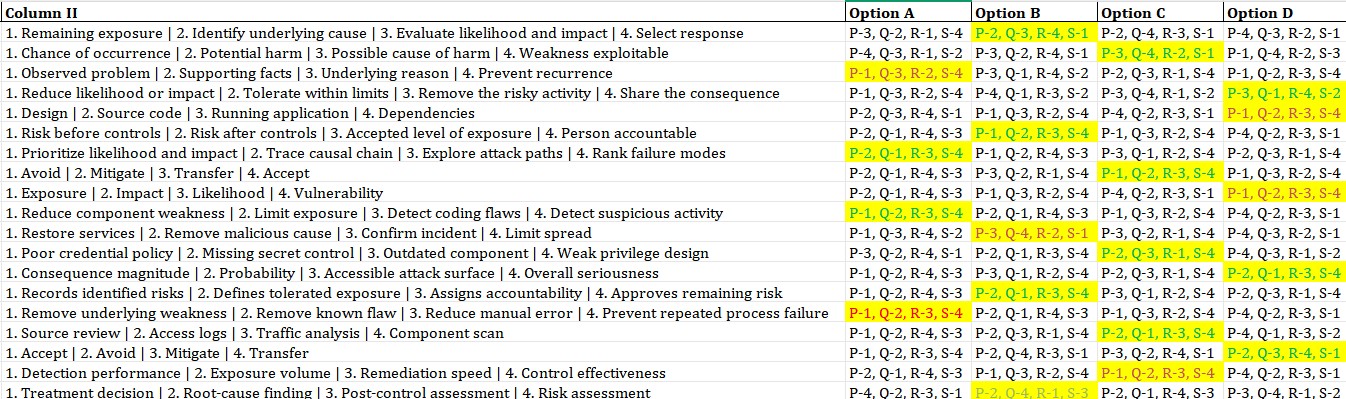 Column II Option A Option B Option C Option D
1. Remaining exposure | 2. Identify underlying cause | 3. Evaluate likelihood and impact | 4. Select response P-3, Q-2, R-1, S-4 P-2, Q-3, R-4, S-1 P-2, Q-4, R-3, S-1 P-4, Q-3, R-2, S-1
1. Chance of occurrence | 2. Potential harm | 3. Possible cause of harm | 4. Weakness exploitable P-4, Q-3, R-1, S-2 P-3, Q-2, R-4, S-1 P-3, Q-4, R-2, S-1 P-1, Q-4, R-2, S-3
1. Observed problem | 2. Supporting facts | 3. Underlying reason | 4. Prevent recurrence P-1, Q-3, R-2, S-4 P-3, Q-1, R-4, S-2 P-2, Q-3, R-1, S-4 P-1, Q-2, R-4, S-3
1. Reduce likelihood or impact | 2. Tolerate within limits | 3. Remove the risky activity | 4. Share the consequence P-1, Q-3, R-2, S-4 P-4, Q-1, R-3, S-2 P-3, Q-4, R-1, S-2 P-3, Q-1, R-4, S-2
1. Design | 2. Source code | 3. Running application | 4. Dependencies P-2, Q-3, R-4, S-1 P-1, Q-3, R-2, S-4 P-4, Q-2, R-3, S-1 P-1, Q-2, R-3, S-4
1. Risk before controls | 2. Risk after controls | 3. Accepted level of exposure | 4. Person accountable P-2, Q-1, R-4, S-3 P-1, Q-2, R-3, S-4 P-1, Q-3, R-2, S-4 P-4, Q-2, R-3, S-1
1. Prioritize likelihood and impact | 2. Trace causal chain | 3. Explore attack paths | 4. Rank failure modes P-2, Q-1, R-3, S-4 P-1, Q-2, R-4, S-3 P-3, Q-1, R-2, S-4 P-2, Q-3, R-1, S-4
1. Avoid | 2. Mitigate | 3. Transfer | 4. Accept P-2, Q-1, R-4, S-3 P-3, Q-2, R-1, S-4 P-1, Q-2, R-3, S-4 P-1, Q-3, R-2, S-4
1. Exposure | 2. Impact | 3. Likelihood | 4. Vulnerability P-2, Q-1, R-4, S-3 P-1, Q-3, R-2, S-4 P-4, Q-2, R-3, S-1 P-1, Q-2, R-3, S-4
1. Reduce component weakness | 2. Limit exposure | 3. Detect coding flaws | 4. Detect suspicious activity P-1, Q-2, R-3, S-4 P-2, Q-1, R-4, S-3 P-1, Q-3, R-2, S-4 P-4, Q-2, R-3, S-1
1. Restore services | 2. Remove malicious cause | 3. Confirm incident | 4. Limit spread P-1, Q-3, R-4, S-2 P-3, Q-4, R-2, S-1 P-3, Q-2, R-1, S-4 P-4, Q-2, R-3, S-1
1. Poor credential policy | 2. Missing secret control | 3. Outdated component | 4. Weak privilege design P-3, Q-2, R-4, S-1 P-2, Q-1, R-3, S-4 P-2, Q-3, R-1, S-4 P-4, Q-3, R-1, S-2
1. Consequence magnitude | 2. Probability | 3. Accessible attack surface | 4. Overall seriousness P-1, Q-2, R-4, S-3 P-3, Q-1, R-2, S-4 P-2, Q-3, R-1, S-4 P-2, Q-1, R-3, S-4
1. Records identified risks | 2. Defines tolerated exposure | 3. Assigns accountability | 4. Approves remaining risk P-1, Q-2, R-4, S-3 P-2, Q-1, R-3, S-4 P-3, Q-1, R-2, S-4 P-2, Q-3, R-1, S-4
1. Remove underlying weakness | 2. Remove known flaw | 3. Reduce manual error | 4. Prevent repeated process failure P-1, Q-2, R-3, S-4 P-2, Q-1, R-4, S-3 P-1, Q-3, R-2, S-4 P-4, Q-2, R-3, S-1
1. Source review | 2. Access logs | 3. Traffic analysis | 4. Component scan P-1, Q-2, R-4, S-3 P-2, Q-3, R-1, S-4 P-2, Q-1, R-3, S-4 P-4, Q-1, R-3, S-2
1. Accept | 2. Avoid | 3. Mitigate | 4. Transfer P-1, Q-2, R-3, S-4 P-2, Q-4, R-3, S-1 P-3, Q-2, R-4, S-1 P-2, Q-3, R-4, S-1
1. Detection performance | 2. Exposure volume | 3. Remediation speed | 4. Control effectiveness P-2, Q-1, R-4, S-3 P-1, Q-3, R-2, S-4 P-1, Q-2, R-3, S-4 P-4, Q-2, R-3, S-1
1. Treatment decision | 2. Root-cause finding | 3. Post-control assessment | 4. Risk assessment P-4, Q-2, R-3, S-1 P-2, Q-4, R-1, S-3 P-2, Q-1, R-4, S-3 P-3, Q-4, R-1, S-2